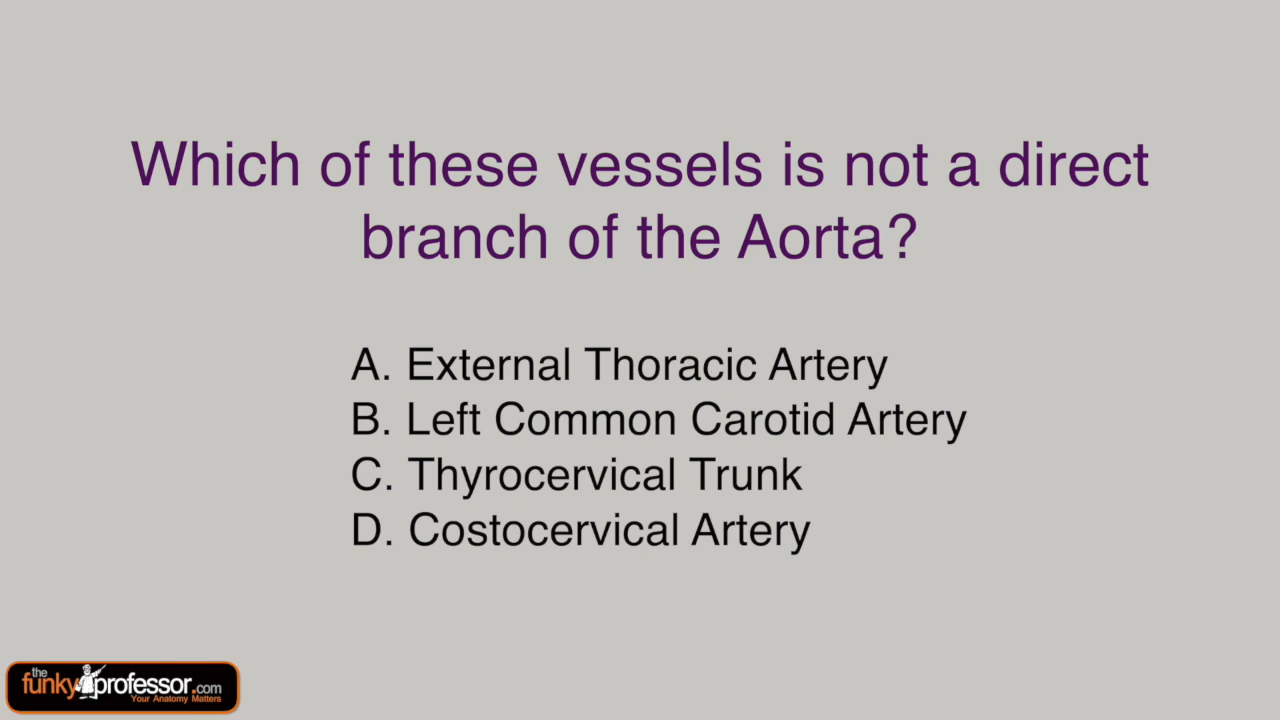 Which of these vessels is not a direct
branch of the Aorta?
A. External Thoracic Artery
B. Left Common Carotid Artery
C. Thyrocervical Trunk
D. Costocervical Artery
the
funky professor.com
Your Anatomy Matters